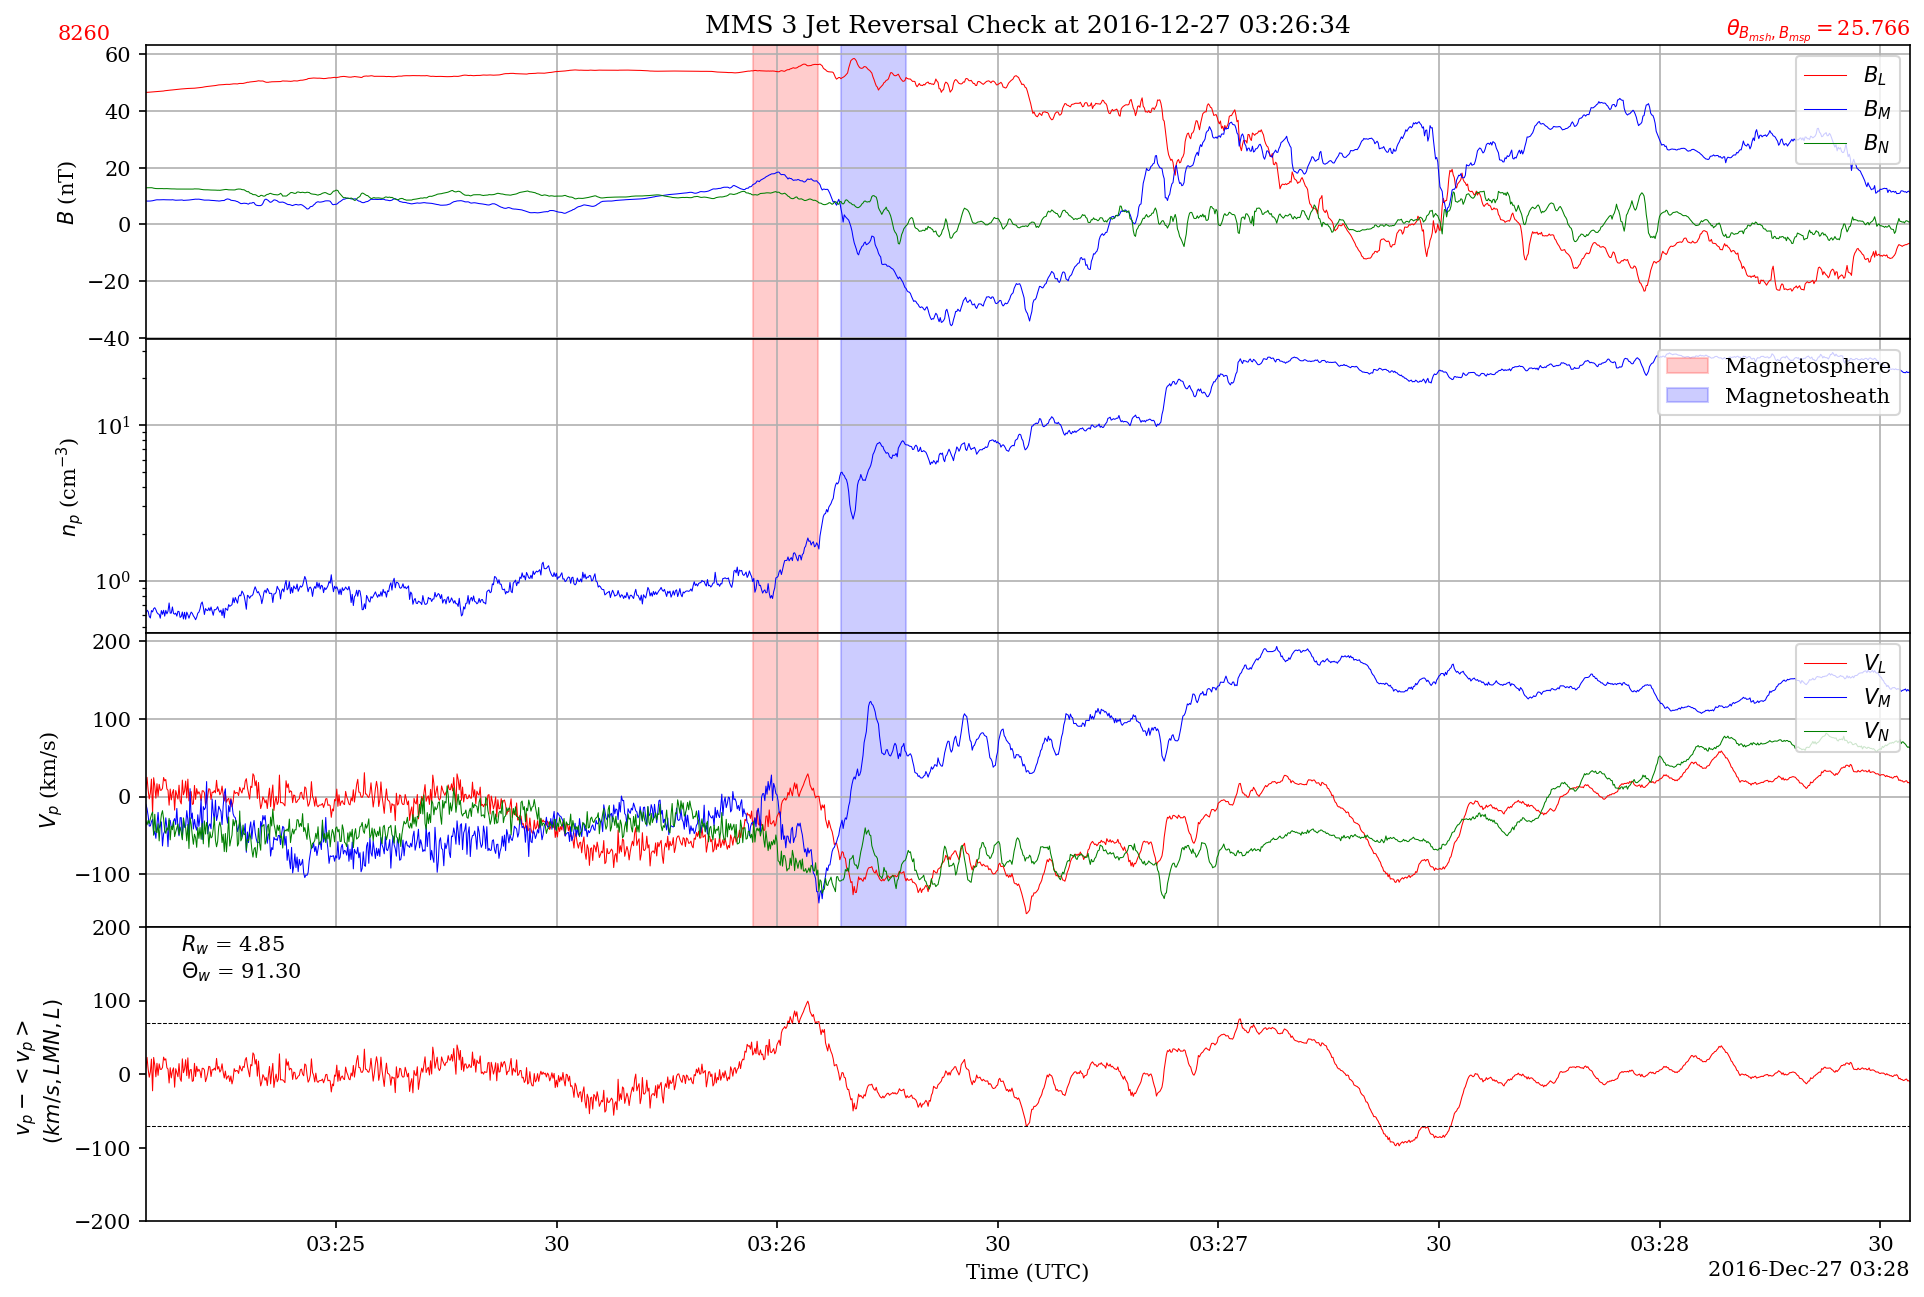 MMS 3 Jet Reversal Check at 2016-12-27 03:26:34
8260
θ_{B_{msh}, B_{msp}} = 25.766
60
40
20
0
−20
−40
B (nT)
B_L
B_M
B_N
10^1
10^0
n_p (cm^{−3})
Magnetosphere
Magnetosheath
200
100
0
−100
V_p (km/s)
V_L
V_M
V_N
200
100
0
−100
−200
v_p − < v_p >
(km/s, LMN, L)
R_w = 4.85
Θ_w = 91.30
03:25 30 03:26 30 03:27 30 03:28 30
Time (UTC)
2016-Dec-27 03:28